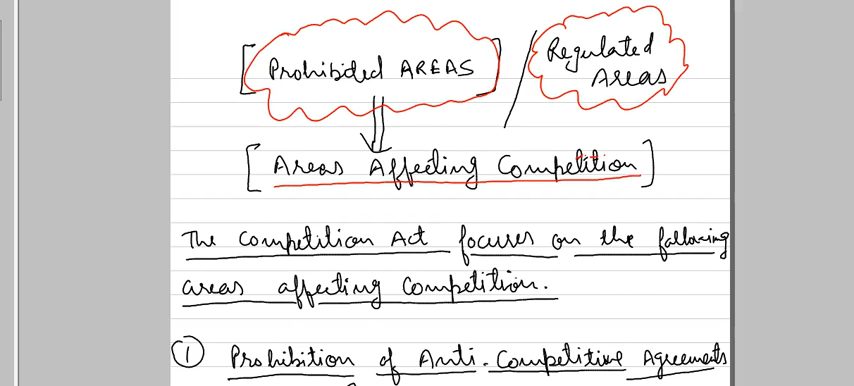 [Prohibited AREAS] / Regulated Areas
[Areas Affecting Competition]
The Competition Act focuses on the following
areas affecting Competition.
① Prohibition of Anti-Competitive Agreements